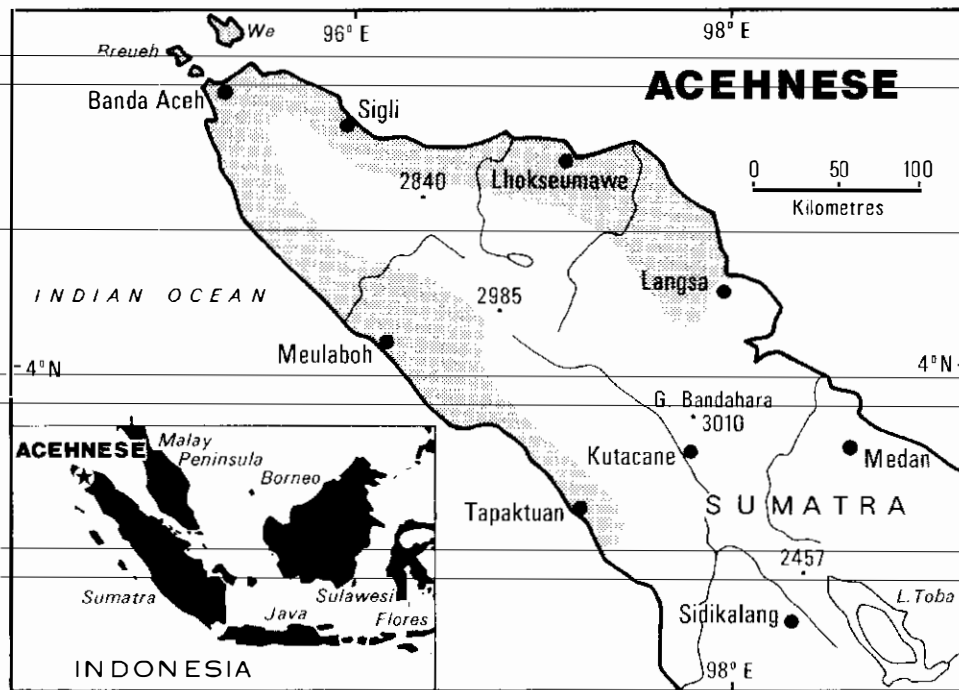 We
96° E
98° E
Rreueh
ACEHNESE
Banda Aceh
Sigli
0 50 100
Kilometres
Lhokseumawe
2840
INDIAN OCEAN
2985
Langsa
Meulaboh
4°N
4°N
G. Bandahara
3010
Kutacane
Medan
SUMATRA
Tapaktuan
2457
L. Toba
Sidikalang
98° E
ACEHNESE
Malay
Peninsula
Borneo
Sumatra
Sulawesi
Java
Flores
INDONESIA